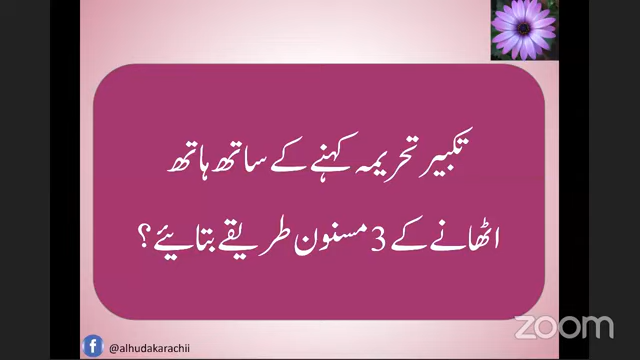 تکبیر تحریمہ کہنے کے ساتھ ہاتھ
اٹھانے کے 3 مسنون طریقے بتایئے؟
zoom
@alhudakarachii